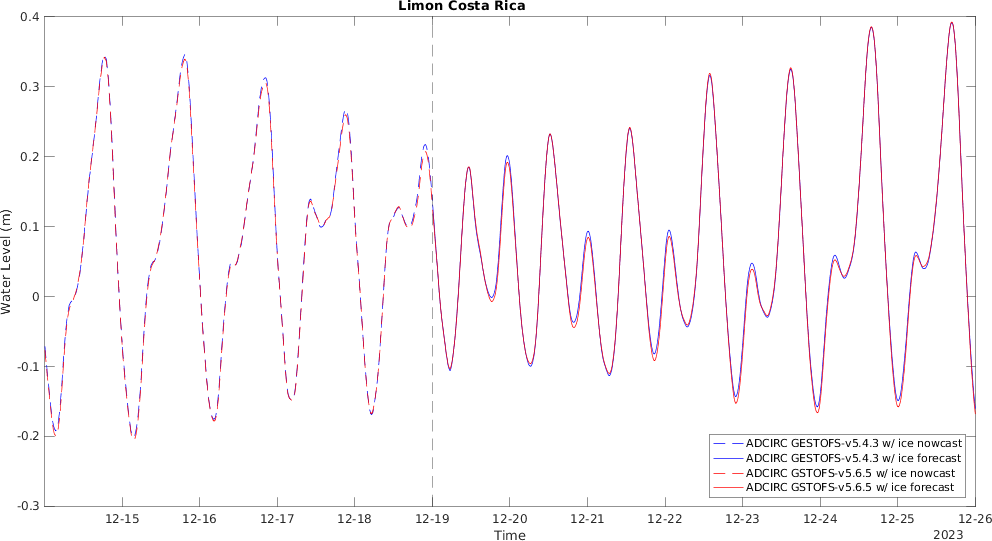 Limon Costa Rica
0.4
0.3
0.2
0.1
0
-0.1
-0.2
-0.3
Water Level (m)
ADCIRC GESTOFS-v5.4.3 w/ ice nowcast
ADCIRC GESTOFS-v5.4.3 w/ ice forecast
ADCIRC GSTOFS-v5.6.5 w/ ice nowcast
ADCIRC GSTOFS-v5.6.5 w/ ice forecast
12-15 12-16 12-17 12-18 12-19 12-20 12-21 12-22 12-23 12-24 12-25 12-26
Time
2023